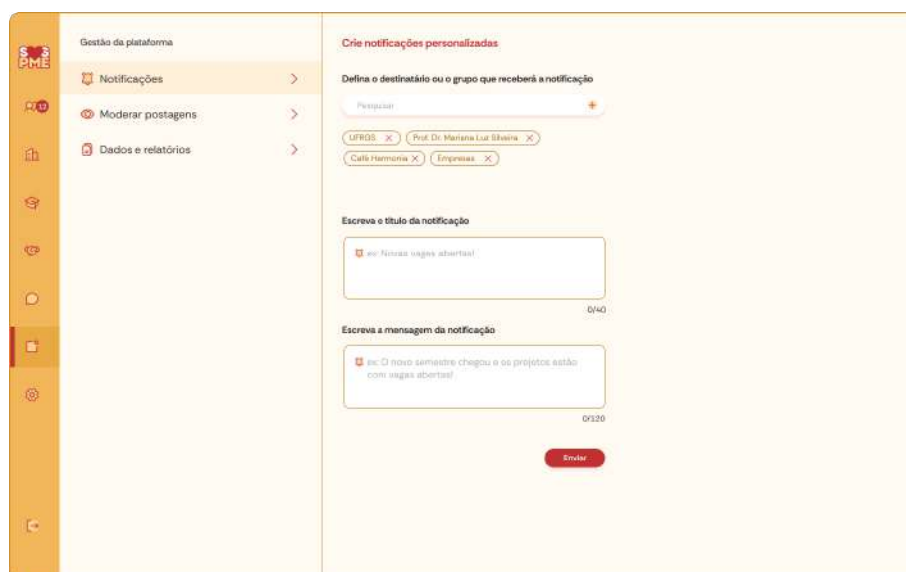 SOS
PME
12
Gestão da plataforma
Notificações
Moderar postagens
Dados e relatórios
Crie notificações personalizadas
Defina o destinatário ou o grupo que receberá a notificação
Pesquisar
UFRGS X Prof. Dr. Mariana Luz Silveira X
Café Harmonia X Empresas X
Escreva o título da notificação
ex: Novas vagas abertas!
0/40
Escreva a mensagem da notificação
ex: O novo semestre chegou e os projetos estão
com vagas abertas!
0/120
Enviar